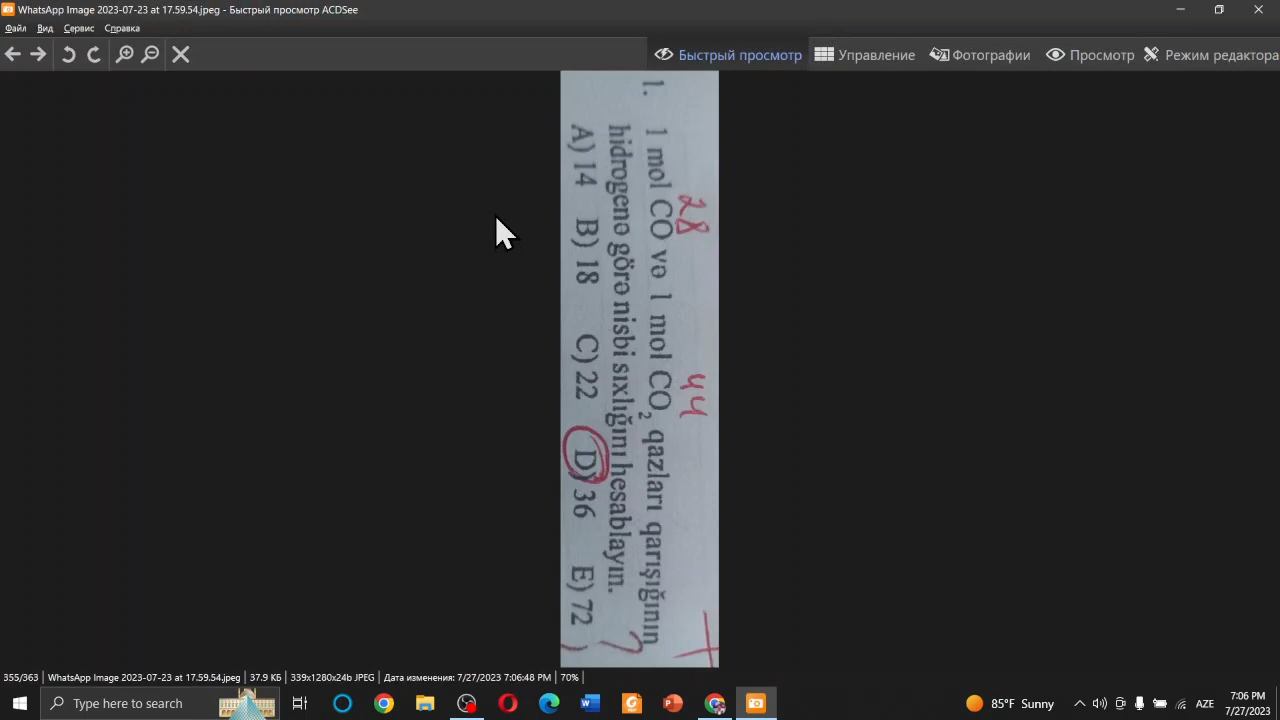 WhatsApp Image 2023-07-23 at 17.59.54.jpeg - Быстрый просмотр ACDSee
Файл Вид Сервис Справка
Быстрый просмотр Управление Фотографии Просмотр Режим редактора
28 44
1. 1 mol CO və 1 mol CO₂ qazları qarışığının
hidrogenə görə nisbi sıxlığını hesablayın.
A) 14 B) 18 C) 22 D) 36 E) 72
355/363 WhatsApp Image 2023-07-23 at 17.59.54.jpeg 37.9 KB 339x1280x24b JPEG Дата изменения: 7/27/2023 7:06:48 PM 70%
Type here to search 85°F Sunny AZE 7:06 PM
7/27/2023